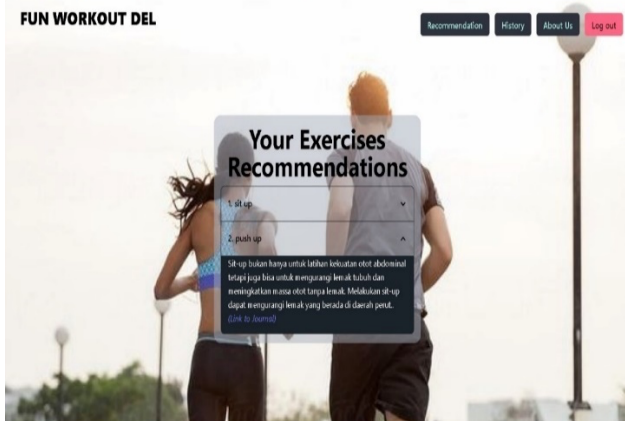 FUN WORKOUT DEL
Recommendation
History
About Us
Log out
Your Exercises
Recommendations
1. sit up
2. push up
Sit-up bukan hanya untuk latihan kekuatan otot abdominal
tetapi juga bisa untuk mengurangi lemak tubuh dan
meningkatkan massa otot tanpa lemak. Melakukan sit-up
dapat mengurangi lemak yang berada di daerah perut.
(Link to Journal)